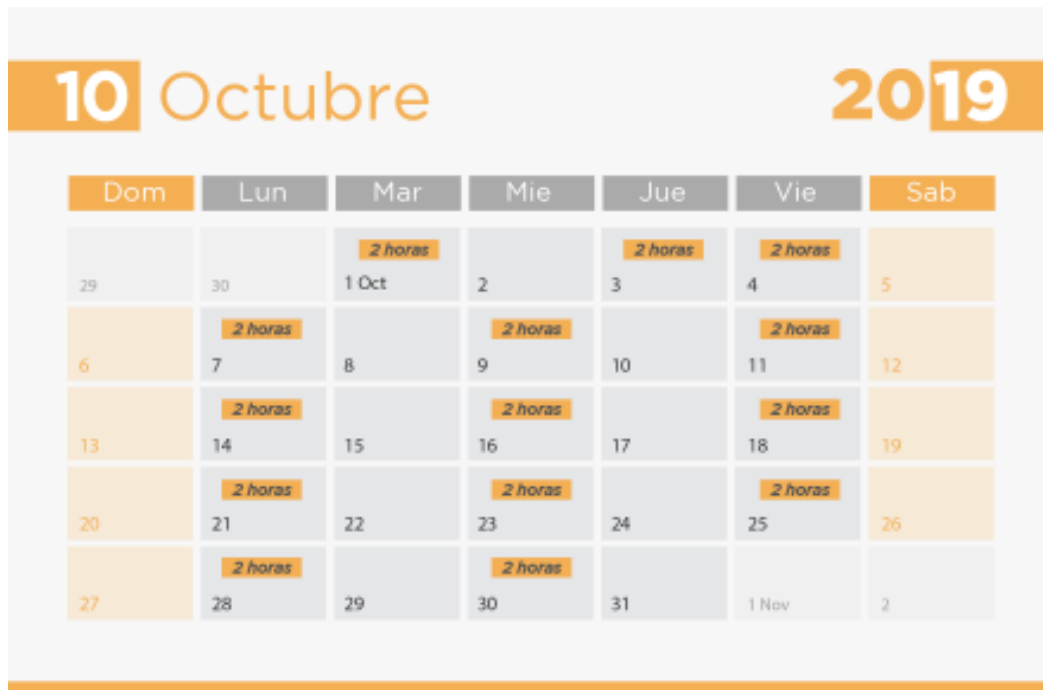 10 Octubre 2019
Dom Lun Mar Mie Jue Vie Sab
2 horas 2 horas 2 horas
29 30 1 Oct 2 3 4 5
2 horas 2 horas 2 horas
6 7 8 9 10 11 12
2 horas 2 horas 2 horas
13 14 15 16 17 18 19
2 horas 2 horas 2 horas
20 21 22 23 24 25 26
2 horas 2 horas
27 28 29 30 31 1 Nov 2